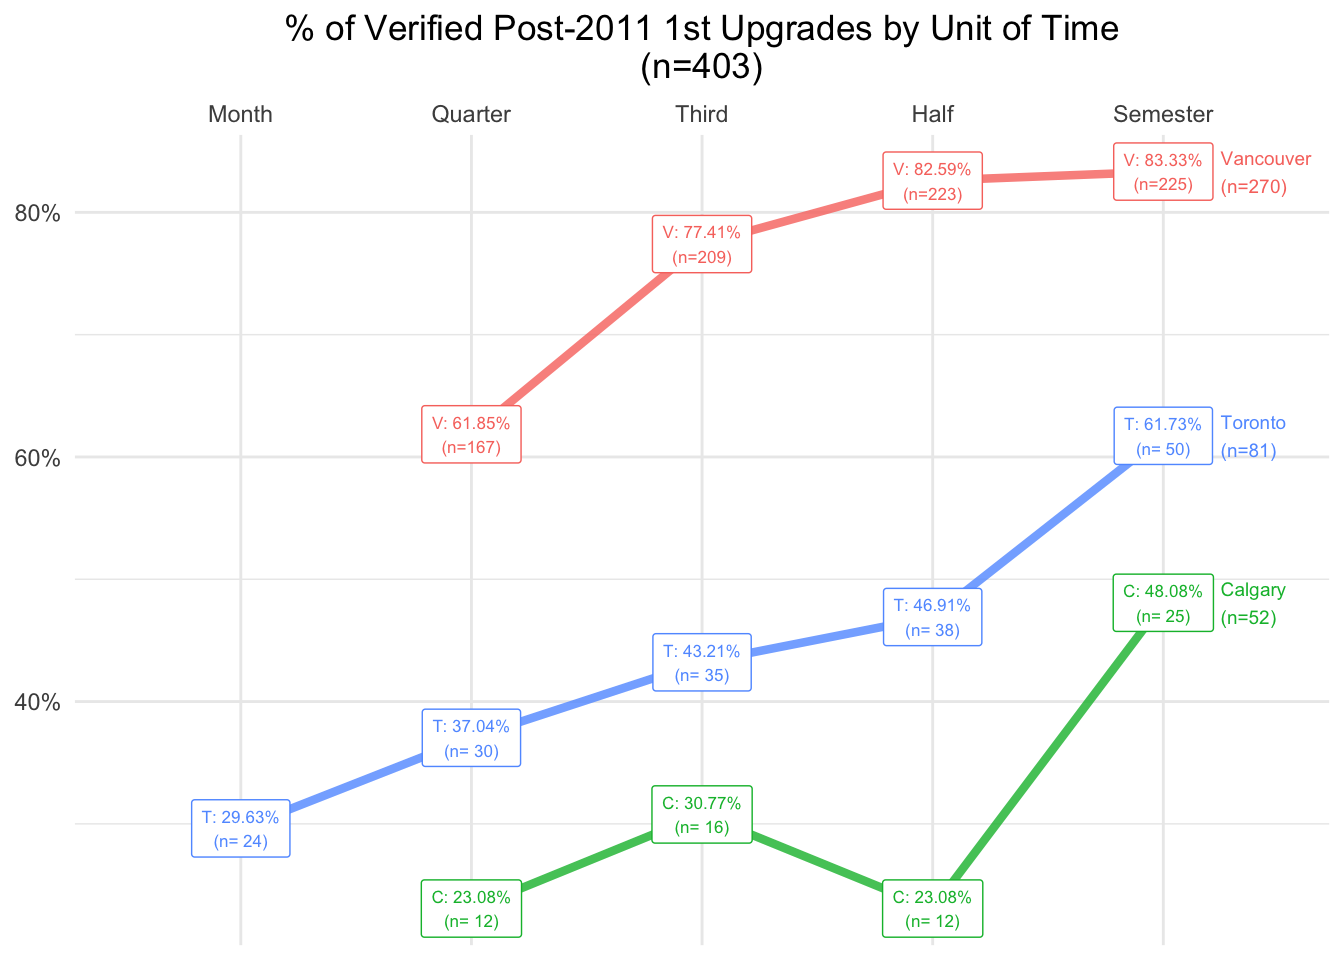 % of Verified Post-2011 1st Upgrades by Unit of Time
(n=403)
Month
Quarter
Third
Half
Semester
V: 83.33%
(n=225)
Vancouver
(n=270)
V: 82.59%
(n=223)
80%
V: 77.41%
(n=209)
V: 61.85%
(n=167)
T: 61.73%
(n= 50)
Toronto
(n=81)
60%
C: 48.08%
(n= 25)
Calgary
(n=52)
T: 46.91%
(n= 38)
T: 43.21%
(n= 35)
40%
T: 37.04%
(n= 30)
T: 29.63%
(n= 24)
C: 30.77%
(n= 16)
C: 23.08%
(n= 12)
C: 23.08%
(n= 12)